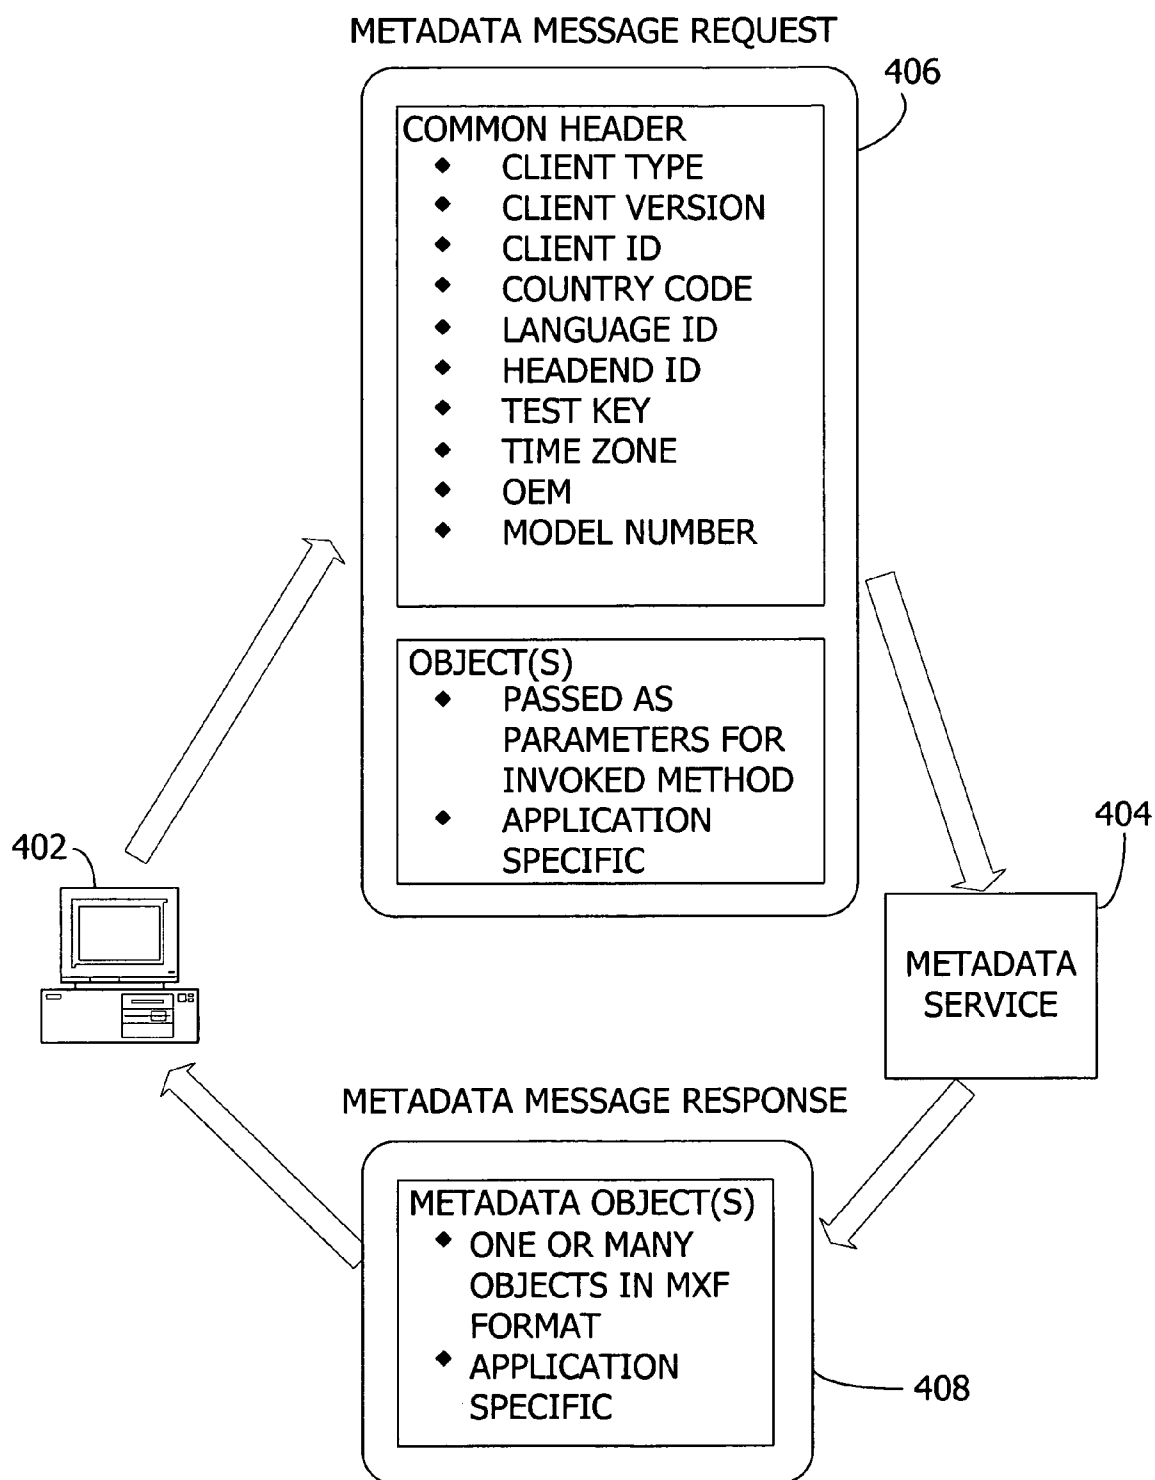 METADATA MESSAGE REQUEST
406
COMMON HEADER
◆ CLIENT TYPE
◆ CLIENT VERSION
◆ CLIENT ID
◆ COUNTRY CODE
◆ LANGUAGE ID
◆ HEADEND ID
◆ TEST KEY
◆ TIME ZONE
◆ OEM
◆ MODEL NUMBER
OBJECT(S)
◆ PASSED AS
PARAMETERS FOR
INVOKED METHOD
◆ APPLICATION
SPECIFIC
402
404
METADATA
SERVICE
METADATA MESSAGE RESPONSE
METADATA OBJECT(S)
◆ ONE OR MANY
OBJECTS IN MXF
FORMAT
◆ APPLICATION
SPECIFIC
408